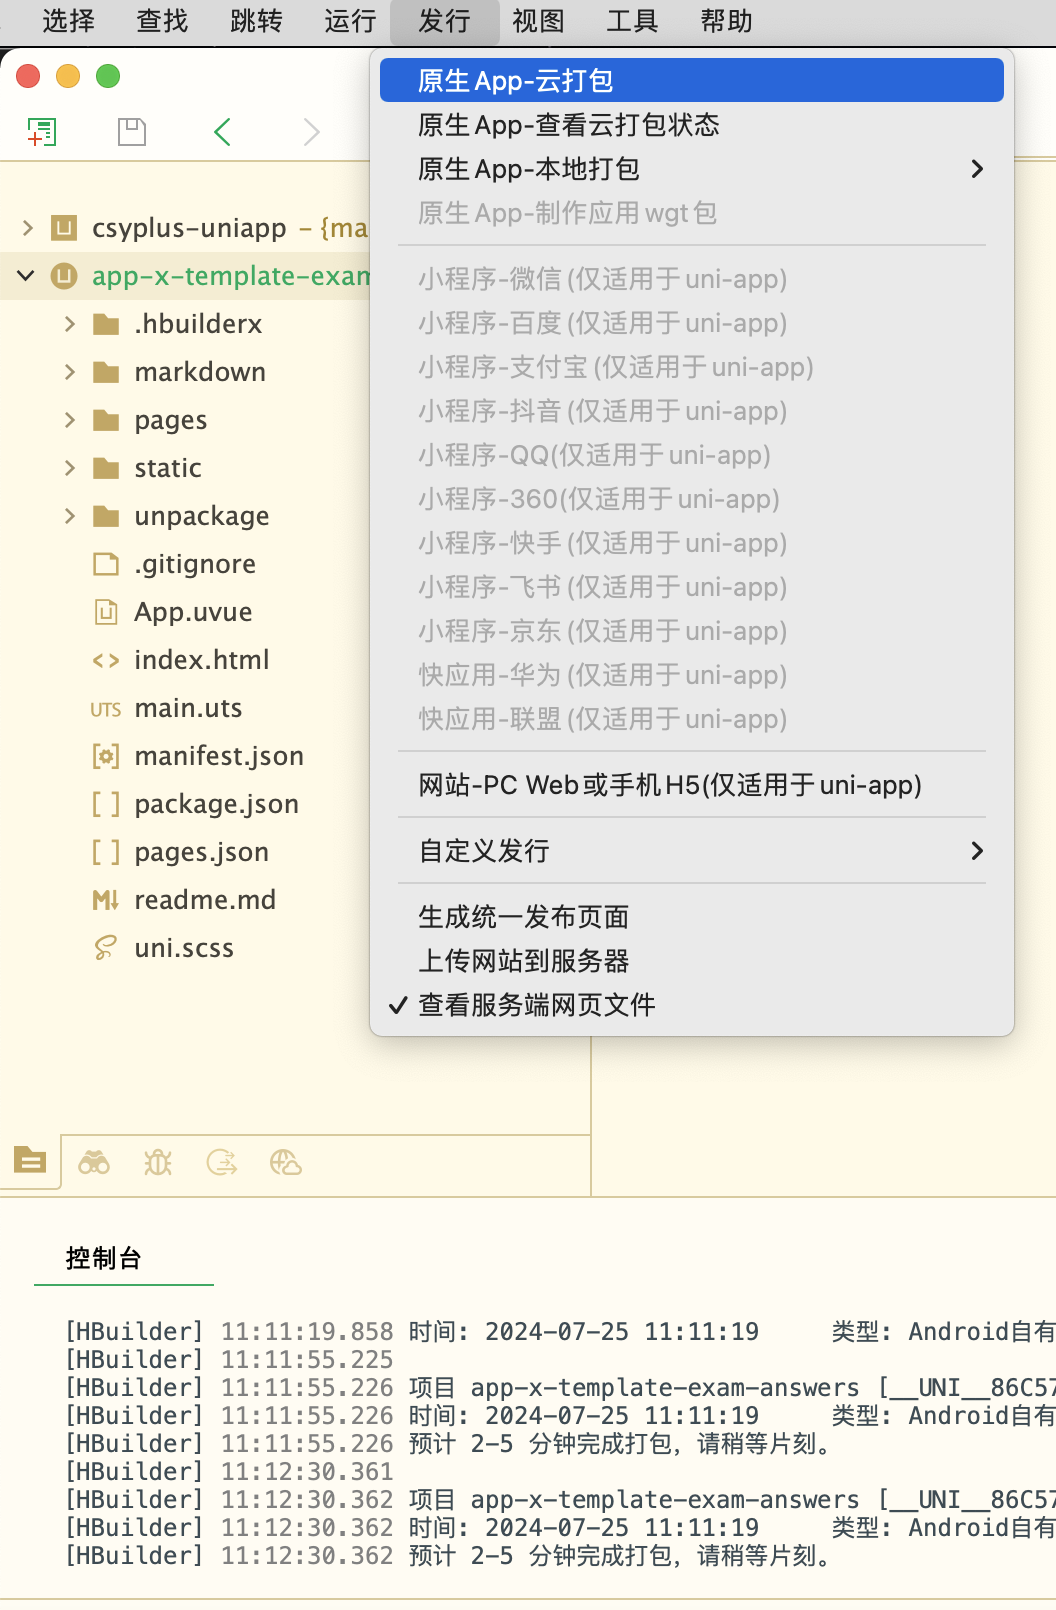 选择 查找 跳转 运行 发行 视图 工具 帮助
原生App-云打包
原生App-查看云打包状态
原生App-本地打包
原生App-制作应用wgt包
小程序-微信(仅适用于uni-app)
小程序-百度(仅适用于uni-app)
小程序-支付宝(仅适用于uni-app)
小程序-抖音(仅适用于uni-app)
小程序-QQ(仅适用于uni-app)
小程序-360(仅适用于uni-app)
小程序-快手(仅适用于uni-app)
小程序-飞书(仅适用于uni-app)
小程序-京东(仅适用于uni-app)
快应用-华为(仅适用于uni-app)
快应用-联盟(仅适用于uni-app)
网站-PC Web或手机H5(仅适用于uni-app)
自定义发行
生成统一发布页面
上传网站到服务器
查看服务端网页文件
csyplus-uniapp - {ma
app-x-template-exam
.hbuilderx
markdown
pages
static
unpackage
.gitignore
App.uvue
index.html
UTS main.uts
manifest.json
package.json
pages.json
readme.md
uni.scss
控制台
[HBuilder] 11:11:19.858 时间: 2024-07-25 11:11:19 类型: Android自有
[HBuilder] 11:11:55.225
[HBuilder] 11:11:55.226 项目 app-x-template-exam-answers [__UNI__86C57
[HBuilder] 11:11:55.226 时间: 2024-07-25 11:11:19 类型: Android自有
[HBuilder] 11:11:55.226 预计 2-5 分钟完成打包，请稍等片刻。
[HBuilder] 11:12:30.361
[HBuilder] 11:12:30.362 项目 app-x-template-exam-answers [__UNI__86C57
[HBuilder] 11:12:30.362 时间: 2024-07-25 11:11:19 类型: Android自有
[HBuilder] 11:12:30.362 预计 2-5 分钟完成打包，请稍等片刻。